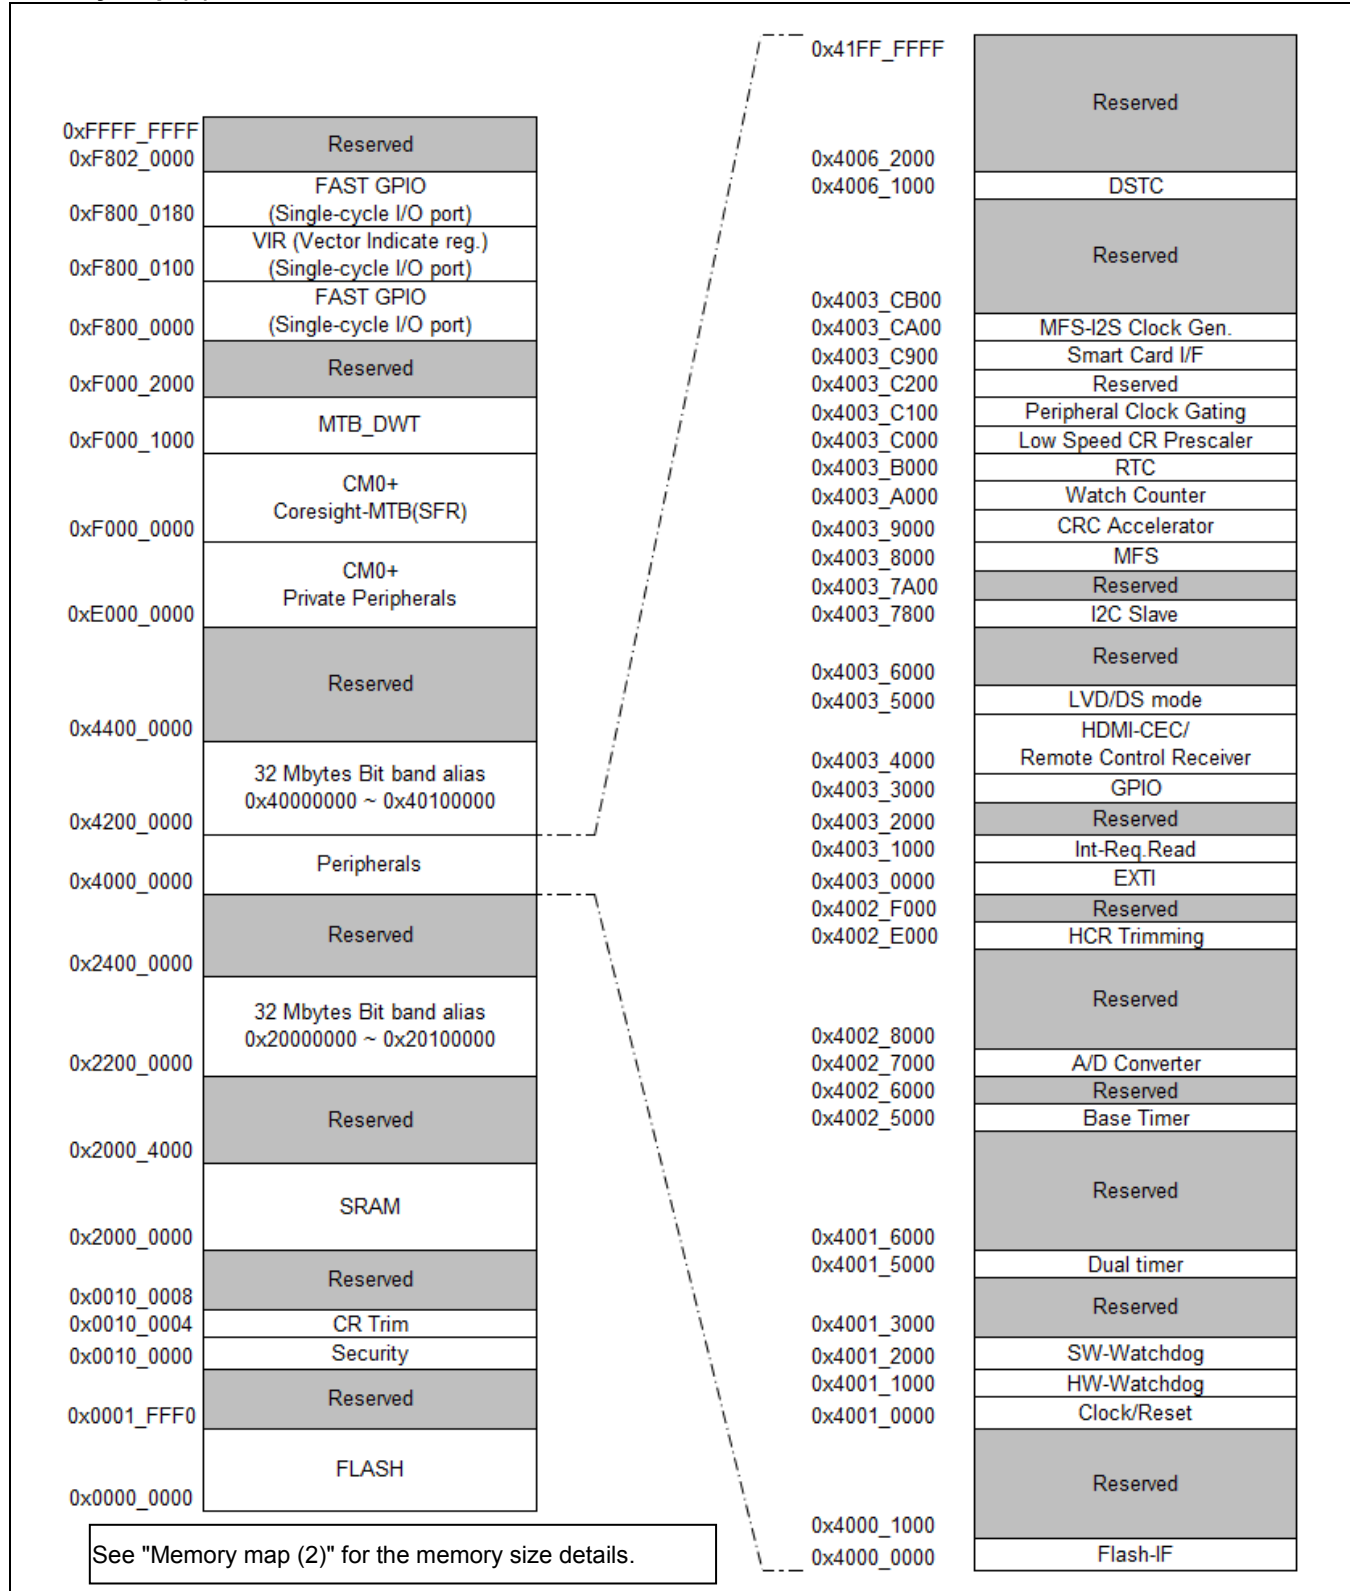 0xFFFF_FFFF
Reserved
0xF802_0000
FAST GPIO
0xF800_0180 (Single-cycle I/O port)
VIR (Vector Indicate reg.)
0xF800_0100 (Single-cycle I/O port)
FAST GPIO
0xF800_0000 (Single-cycle I/O port)
Reserved
0xF000_2000
MTB_DWT
0xF000_1000
CM0+
Coresight-MTB(SFR)
0xF000_0000
CM0+
Private Peripherals
0xE000_0000
Reserved
0x4400_0000
32 Mbytes Bit band alias
0x40000000 ~ 0x40100000
0x4200_0000
Peripherals
0x4000_0000
Reserved
0x2400_0000
32 Mbytes Bit band alias
0x20000000 ~ 0x20100000
0x2200_0000
Reserved
0x2000_4000
SRAM
0x2000_0000
Reserved
0x0010_0008
0x0010_0004 CR Trim
0x0010_0000 Security
Reserved
0x0001_FFF0
FLASH
0x0000_0000
See "Memory map (2)" for the memory size details.
0x41FF_FFFF
Reserved
0x4006_2000
0x4006_1000 DSTC
Reserved
0x4003_CB00
0x4003_CA00 MFS-I2S Clock Gen.
0x4003_C900 Smart Card I/F
0x4003_C200 Reserved
0x4003_C100 Peripheral Clock Gating
0x4003_C000 Low Speed CR Prescaler
0x4003_B000 RTC
0x4003_A000 Watch Counter
0x4003_9000 CRC Accelerator
0x4003_8000 MFS
0x4003_7A00 Reserved
0x4003_7800 I2C Slave
Reserved
0x4003_6000
0x4003_5000 LVD/DS mode
HDMI-CEC/
0x4003_4000 Remote Control Receiver
0x4003_3000 GPIO
0x4003_2000 Reserved
0x4003_1000 Int-Req.Read
0x4003_0000 EXTI
0x4002_F000 Reserved
0x4002_E000 HCR Trimming
Reserved
0x4002_8000
0x4002_7000 A/D Converter
0x4002_6000 Reserved
0x4002_5000 Base Timer
Reserved
0x4001_6000
0x4001_5000 Dual timer
Reserved
0x4001_3000
0x4001_2000 SW-Watchdog
0x4001_1000 HW-Watchdog
0x4001_0000 Clock/Reset
Reserved
0x4000_1000
0x4000_0000 Flash-IF